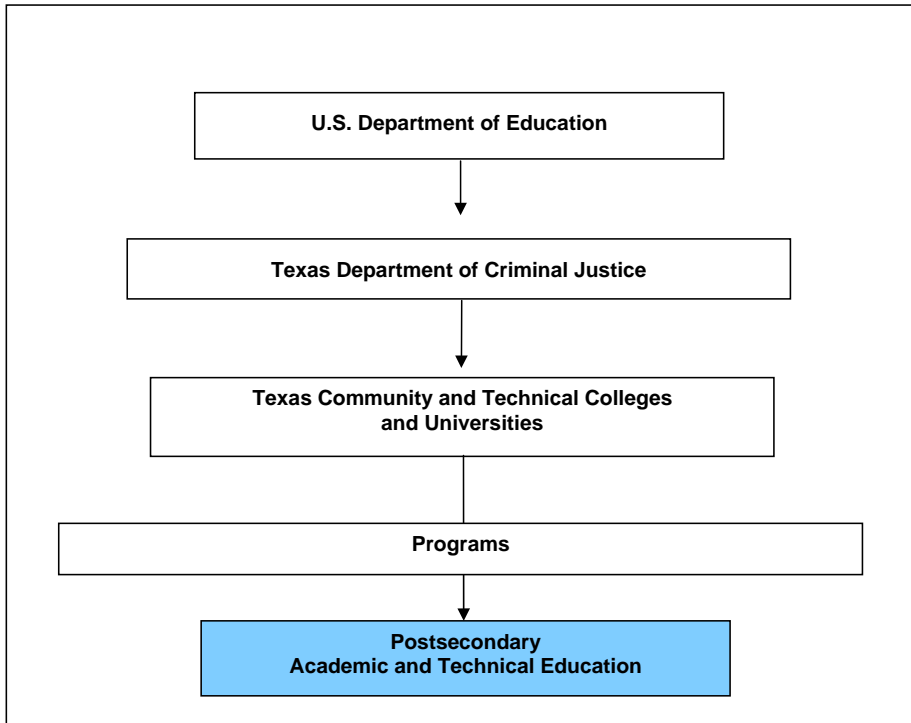 U.S. Department of Education
Texas Department of Criminal Justice
Texas Community and Technical Colleges
and Universities
Programs
Postsecondary
Academic and Technical Education